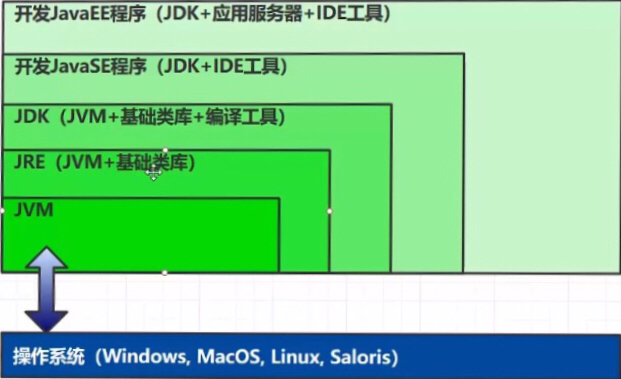 开发JavaEE程序（JDK+应用服务器+IDE工具）
开发JavaSE程序（JDK+IDE工具）
JDK（JVM+基础类库+编译工具）
JRE（JVM+基础类库）
JVM
操作系统（Windows, MacOS, Linux, Saloris）